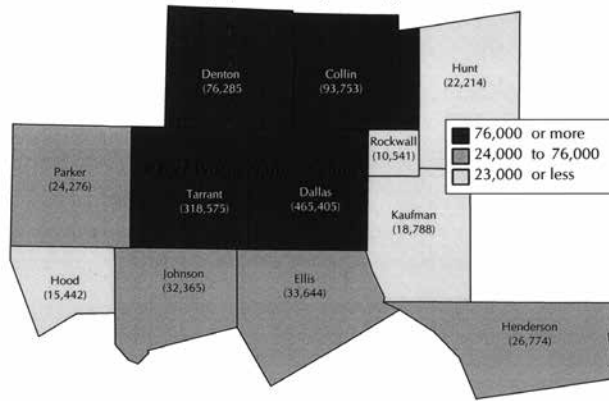 Denton
(76,285
Collin
(93,753)
Hunt
(22,214)
Rockwall
(10,541)
76,000 or more
24,000 to 76,000
23,000 or less
Parker
(24,276)
Tarrant
(318,575)
Dallas
(465,405)
Kaufman
(18,788)
Hood
(15,442)
Johnson
(32,365)
Ellis
(33,644)
Henderson
(26,774)